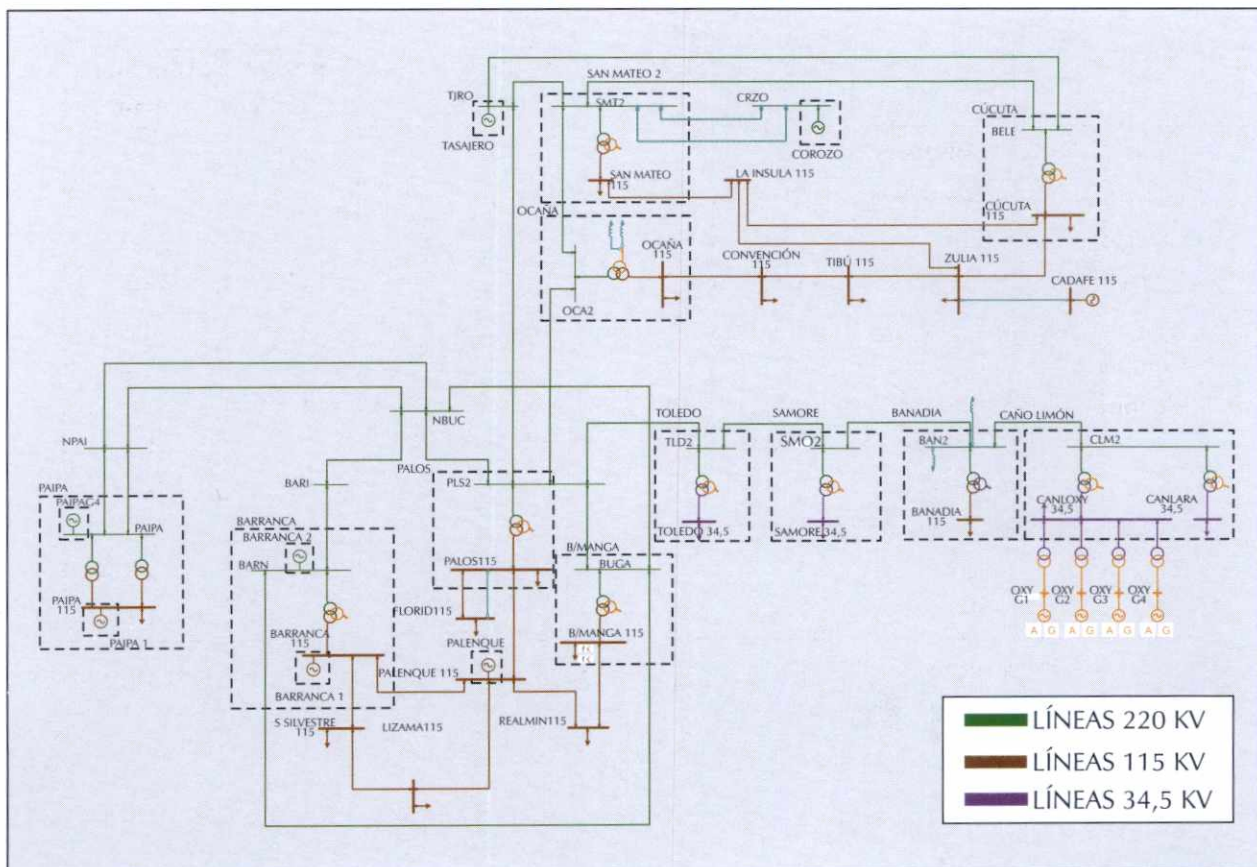 SAN MATEO 2
TJRO
TASAJERO
SMT2
CRZO
COROZO
CÚCUTA
BELE
SAN MATEO
115
LA INSULA 115
CÚCUTA
115
OCAÑA
OCAÑA
115
CONVENCIÓN
115
TIBÚ 115
ZULIA 115
CADAFE 115
OCA2
NBUC
NPAI
PALOS
PAIPA
PAIPAG4
PAIPA
PAIPA
115
PAIPA 1
BARI
BARRANCA
BARRANCA 2
BARN
BARRANCA
115
BARRANCA 1
S SILVESTRE
115
LIZAMA115
PLS2
PALOS115
FLORID115
PALENQUE
PALENQUE 115
REALMIN115
B/MANGA
BUGA
B/MANGA 115
TOLEDO
TLD2
TOLEDO 34,5
SAMORE
SMO2
SAMORE34,5
BANADIA
BAN2
BANADIA
115
CAÑO LIMÓN
CLM2
CANLOXY
34,5
CANLARA
34,5
OXY
G1
OXY
G2
OXY
G3
OXY
G4
A G A G A G A G
LÍNEAS 220 KV
LÍNEAS 115 KV
LÍNEAS 34,5 KV